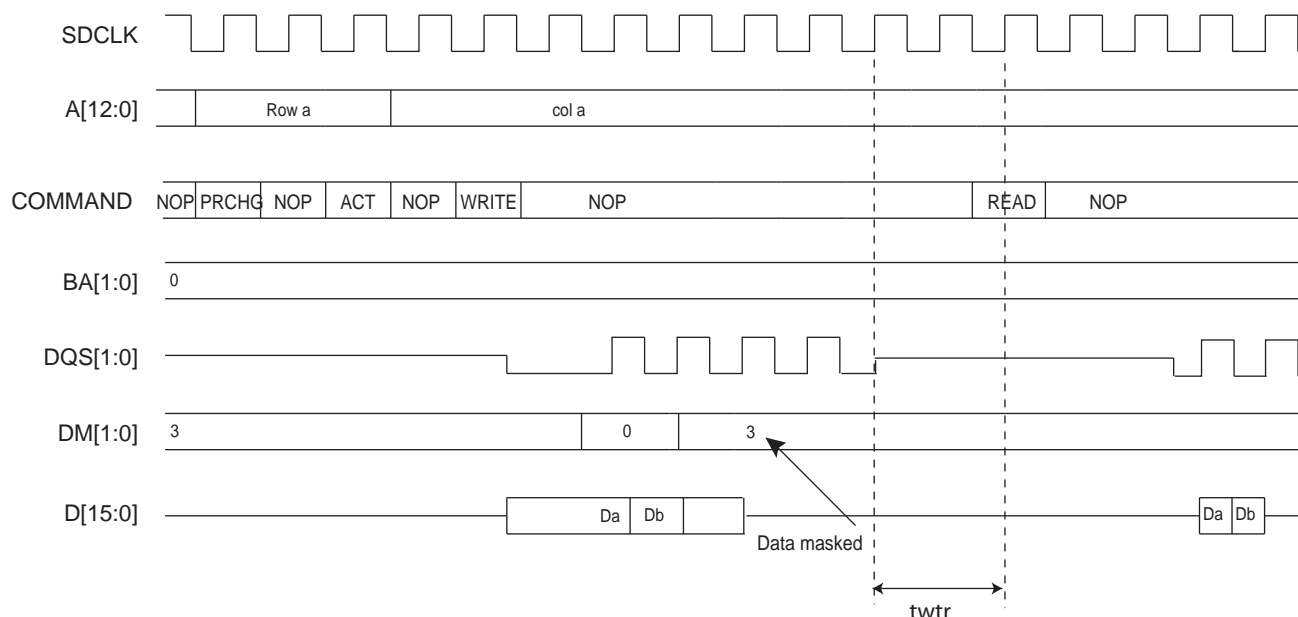 SDCLK
A[12:0] Row a col a
COMMAND NOP PRCHG NOP ACT NOP WRITE NOP READ NOP
BA[1:0] 0
DQS[1:0]
DM[1:0] 3 0 3
D[15:0] Da Db Da Db
Data masked
twtr